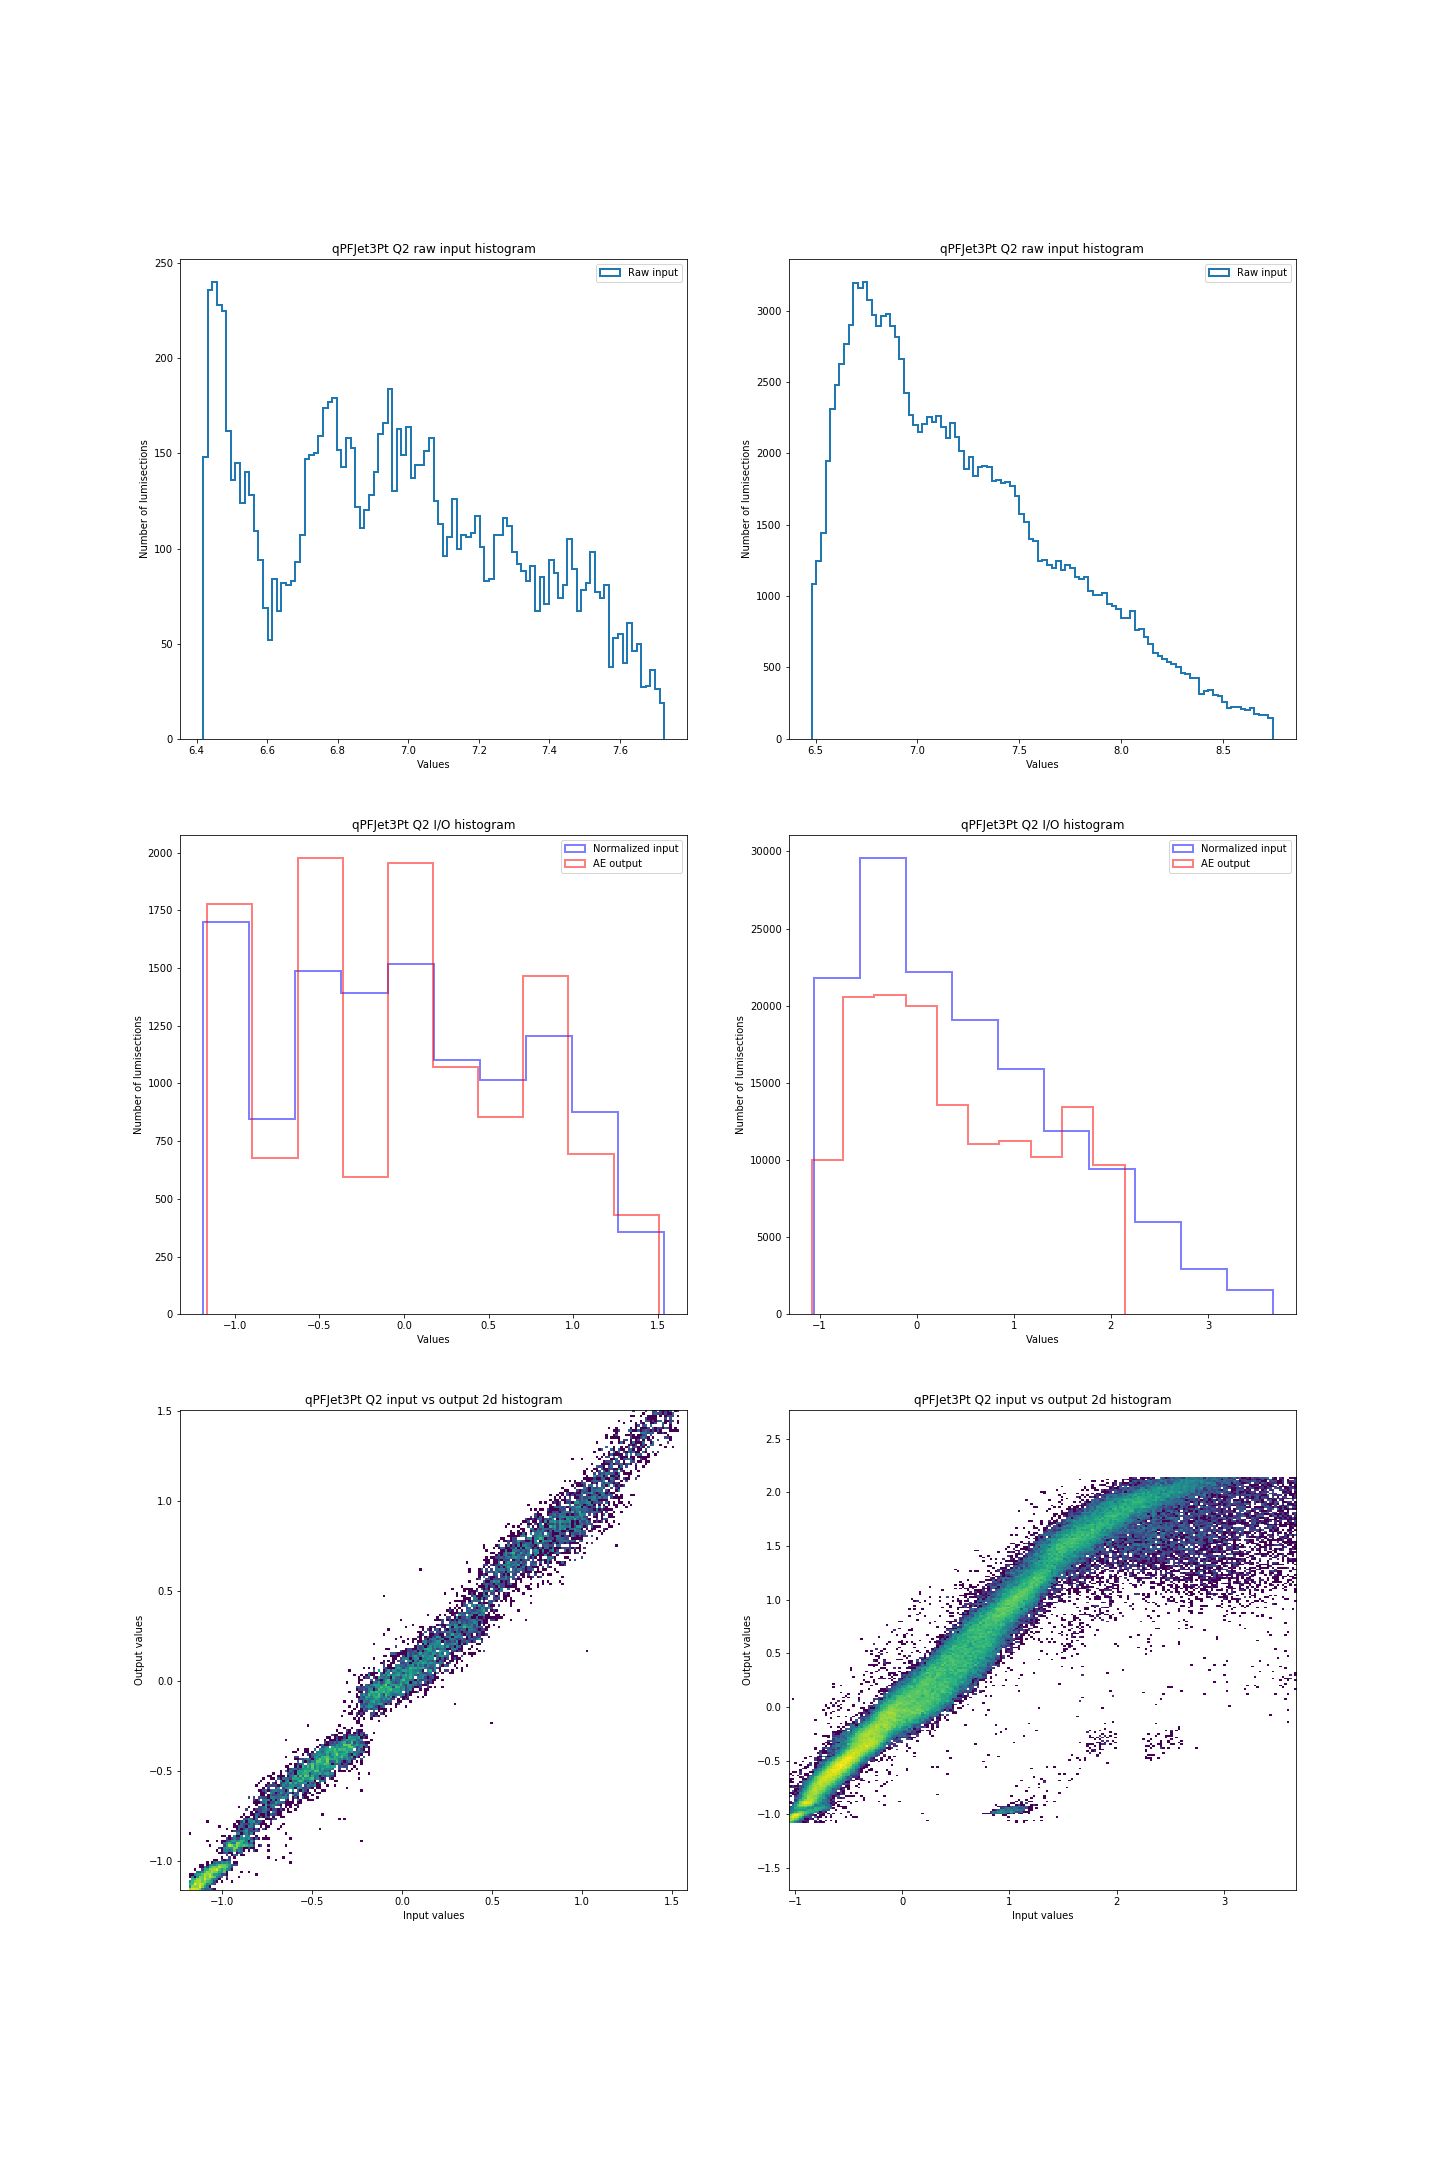 qPFJet3Pt Q2 raw input histogram
Raw input
250
200
150
100
50
0
Number of lumisections
6.4 6.6 6.8 7.0 7.2 7.4 7.6
Values
qPFJet3Pt Q2 raw input histogram
Raw input
3000
2500
2000
1500
1000
500
0
Number of lumisections
6.5 7.0 7.5 8.0 8.5
Values
qPFJet3Pt Q2 I/O histogram
Normalized input
AE output
2000
1750
1500
1250
1000
750
500
250
0
Number of lumisections
−1.0 −0.5 0.0 0.5 1.0 1.5
Values
qPFJet3Pt Q2 I/O histogram
Normalized input
AE output
30000
25000
20000
15000
10000
5000
0
Number of lumisections
−1 0 1 2 3
Values
qPFJet3Pt Q2 input vs output 2d histogram
1.5
1.0
0.5
0.0
−0.5
−1.0
Output values
−1.0 −0.5 0.0 0.5 1.0 1.5
Input values
qPFJet3Pt Q2 input vs output 2d histogram
2.5
2.0
1.5
1.0
0.5
0.0
−0.5
−1.0
−1.5
Output values
−1 0 1 2 3
Input values